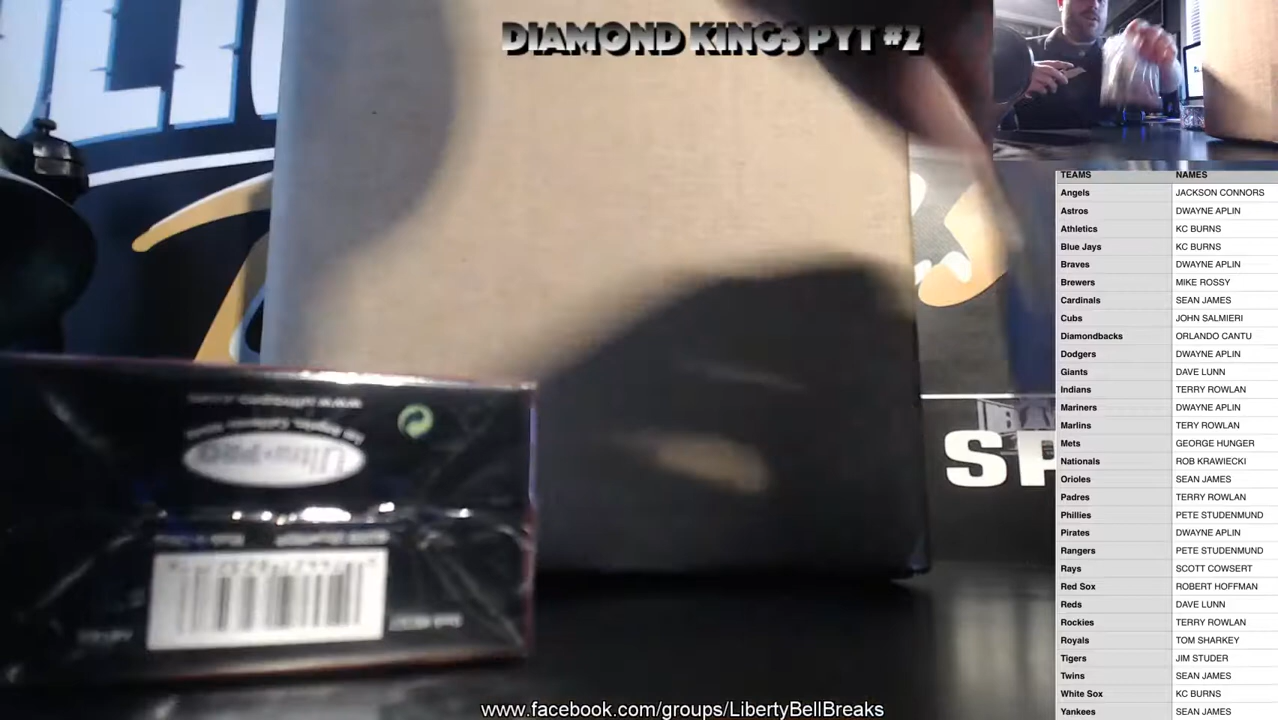 DIAMOND KINGS PYT #2
TEAMS NAMES
Angels JACKSON CONNORS
Astros DWAYNE APLIN
Athletics KC BURNS
Blue Jays KC BURNS
Braves DWAYNE APLIN
Brewers MIKE ROSSY
Cardinals SEAN JAMES
Cubs JOHN SALMIERI
Diamondbacks ORLANDO CANTU
Dodgers DWAYNE APLIN
Giants DAVE LUNN
Indians TERRY ROWLAN
Mariners DWAYNE APLIN
Marlins TERY ROWLAN
Mets GEORGE HUNGER
Nationals ROB KRAWIECKI
Orioles SEAN JAMES
Padres TERRY ROWLAN
Phillies PETE STUDENMUND
Pirates DWAYNE APLIN
Rangers PETE STUDENMUND
Rays SCOTT COWSERT
Red Sox ROBERT HOFFMAN
Reds DAVE LUNN
Rockies TERRY ROWLAN
Royals TOM SHARKEY
Tigers JIM STUDER
Twins SEAN JAMES
White Sox KC BURNS
Yankees SEAN JAMES
Ultra PRO
SP
www.facebook.com/groups/LibertyBellBreaks